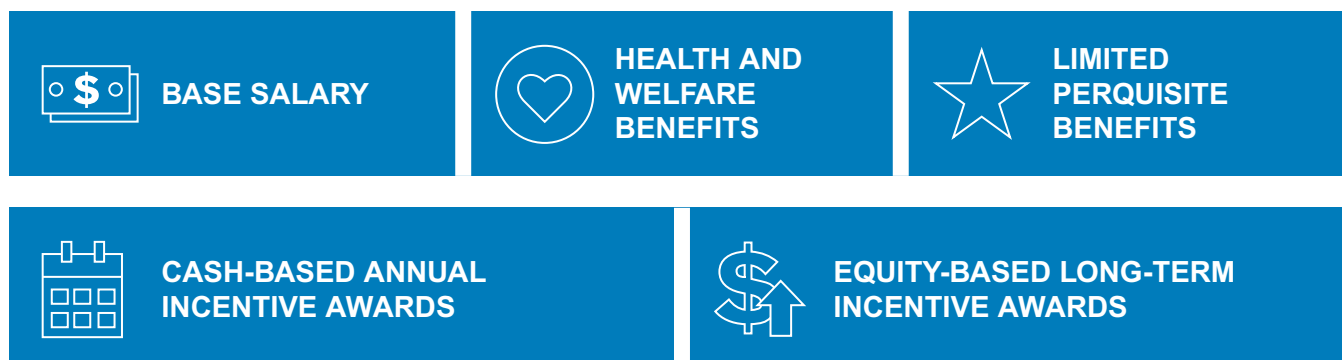 BASE SALARY
HEALTH AND
WELFARE
BENEFITS
LIMITED
PERQUISITE
BENEFITS
CASH-BASED ANNUAL
INCENTIVE AWARDS
EQUITY-BASED LONG-TERM
INCENTIVE AWARDS